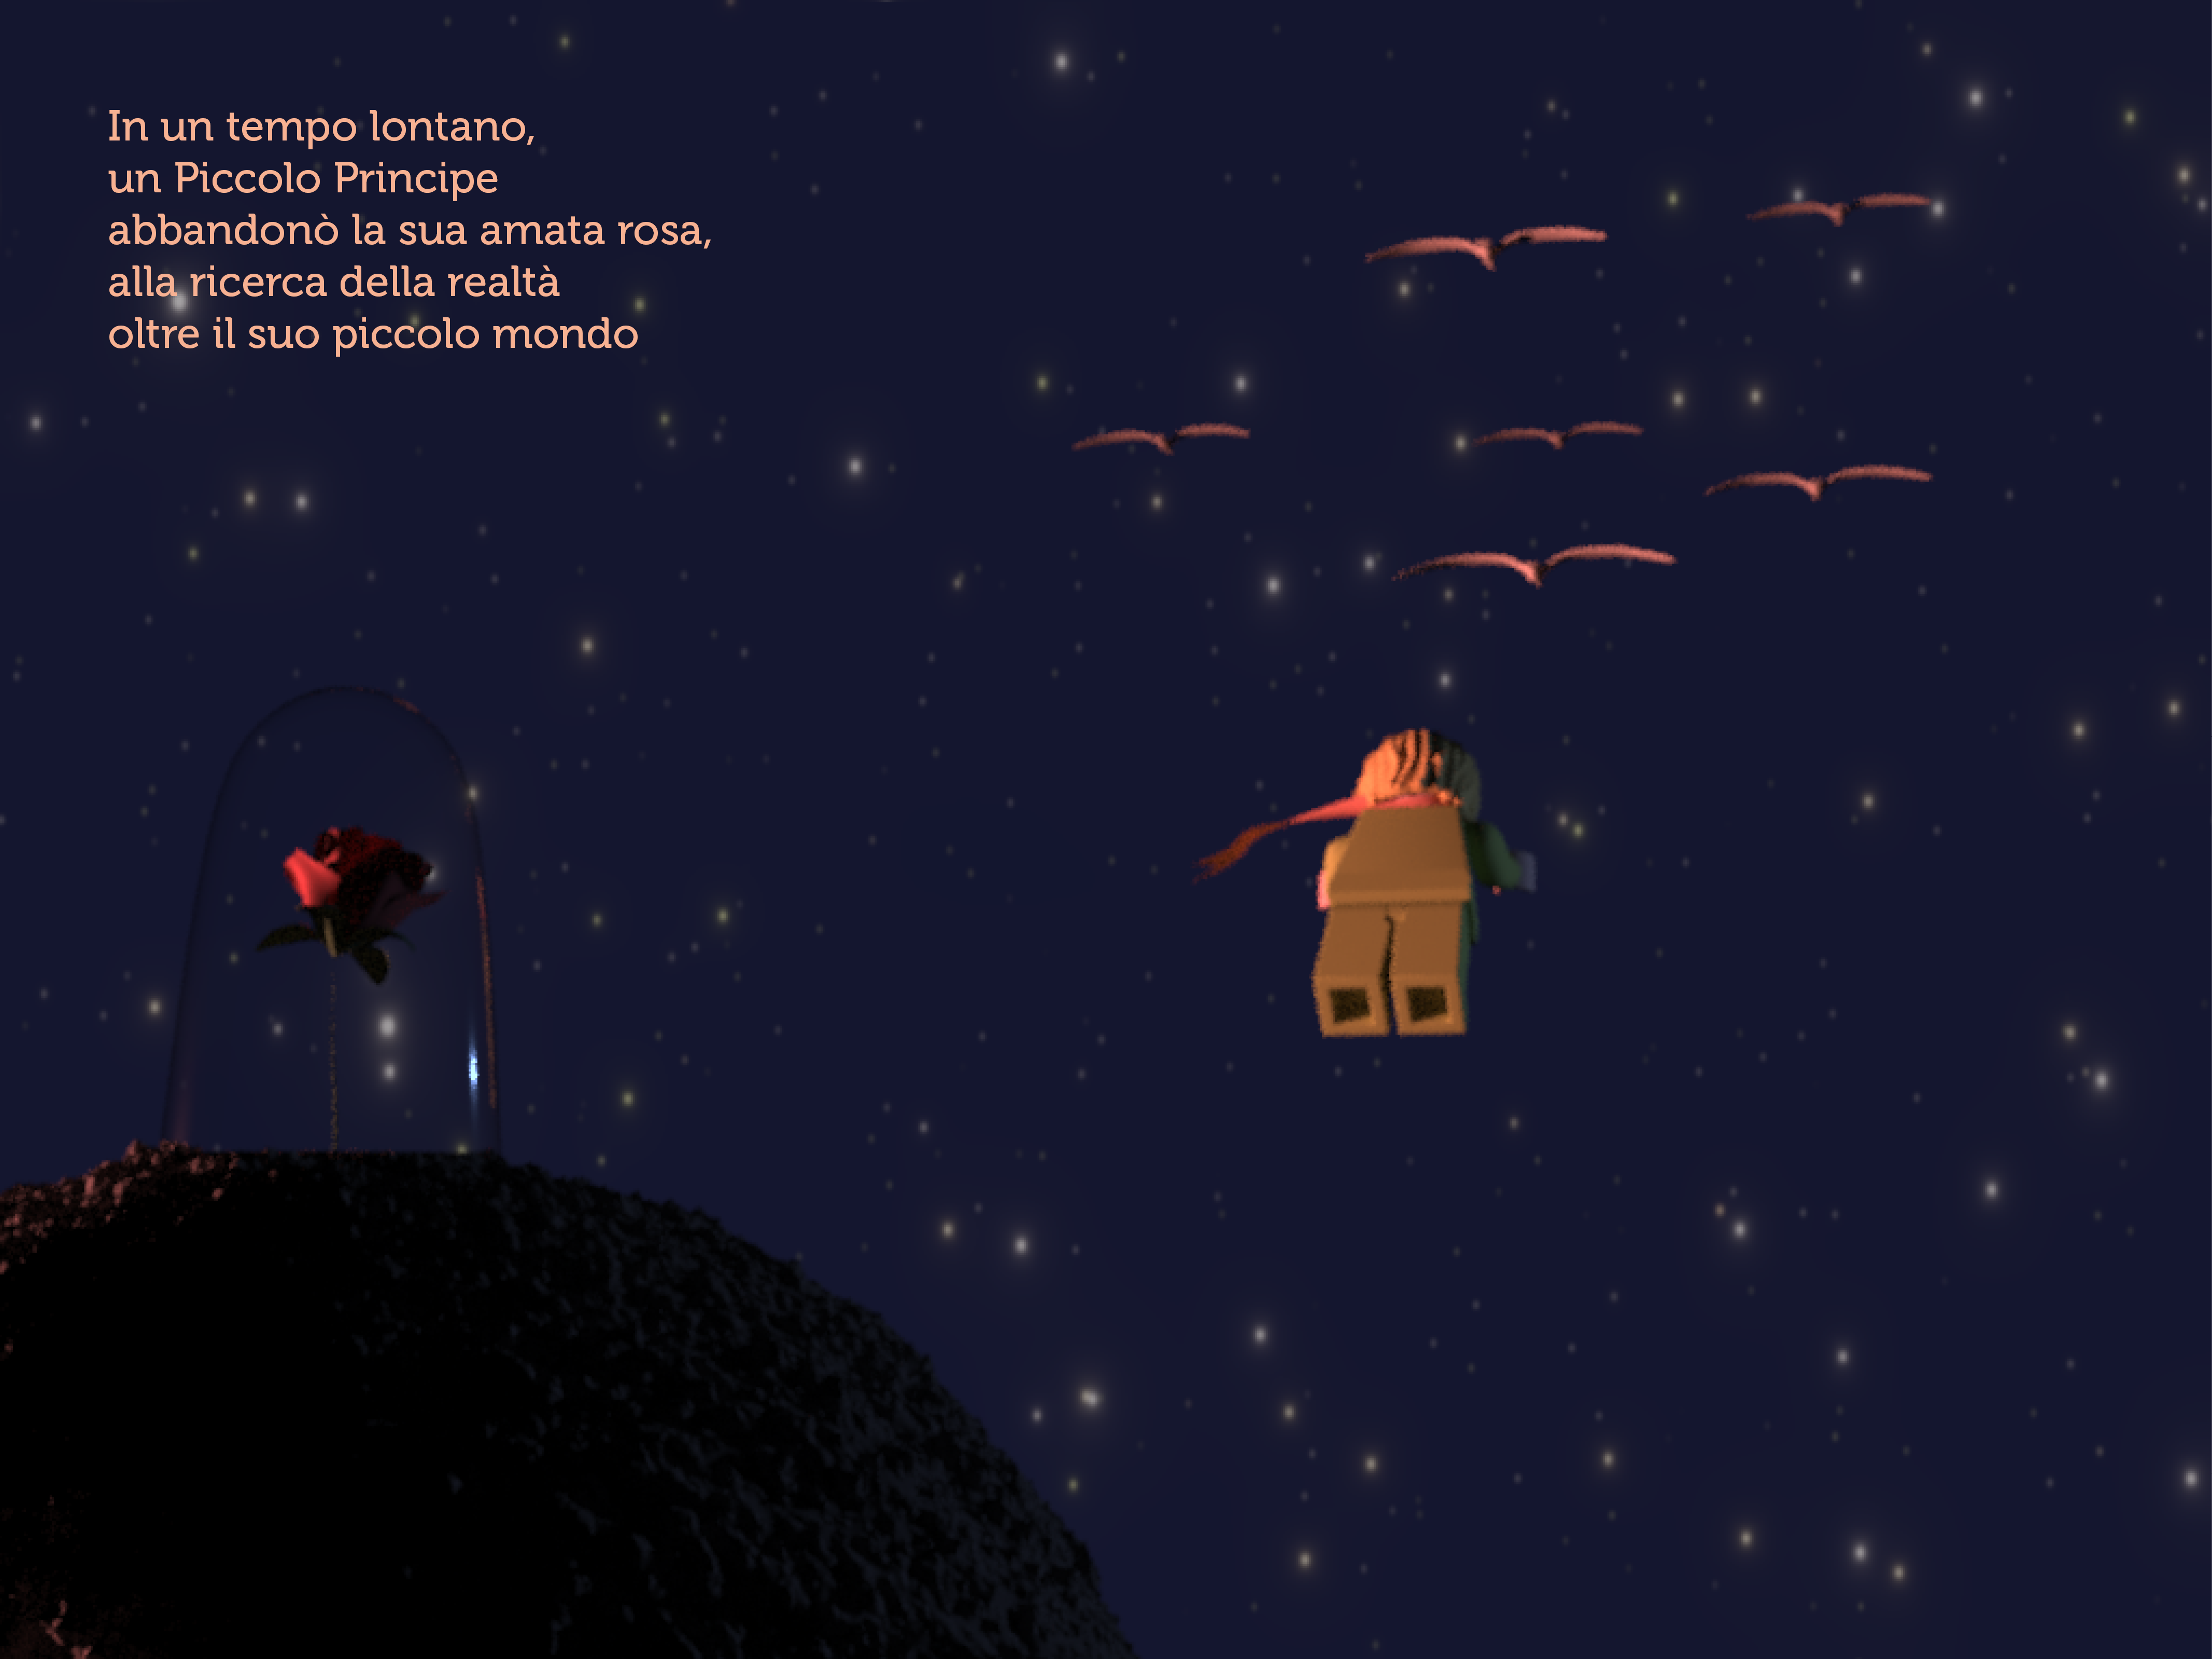 In un tempo lontano,
un Piccolo Principe
abbandonò la sua amata rosa,
alla ricerca della realtà
oltre il suo piccolo mondo